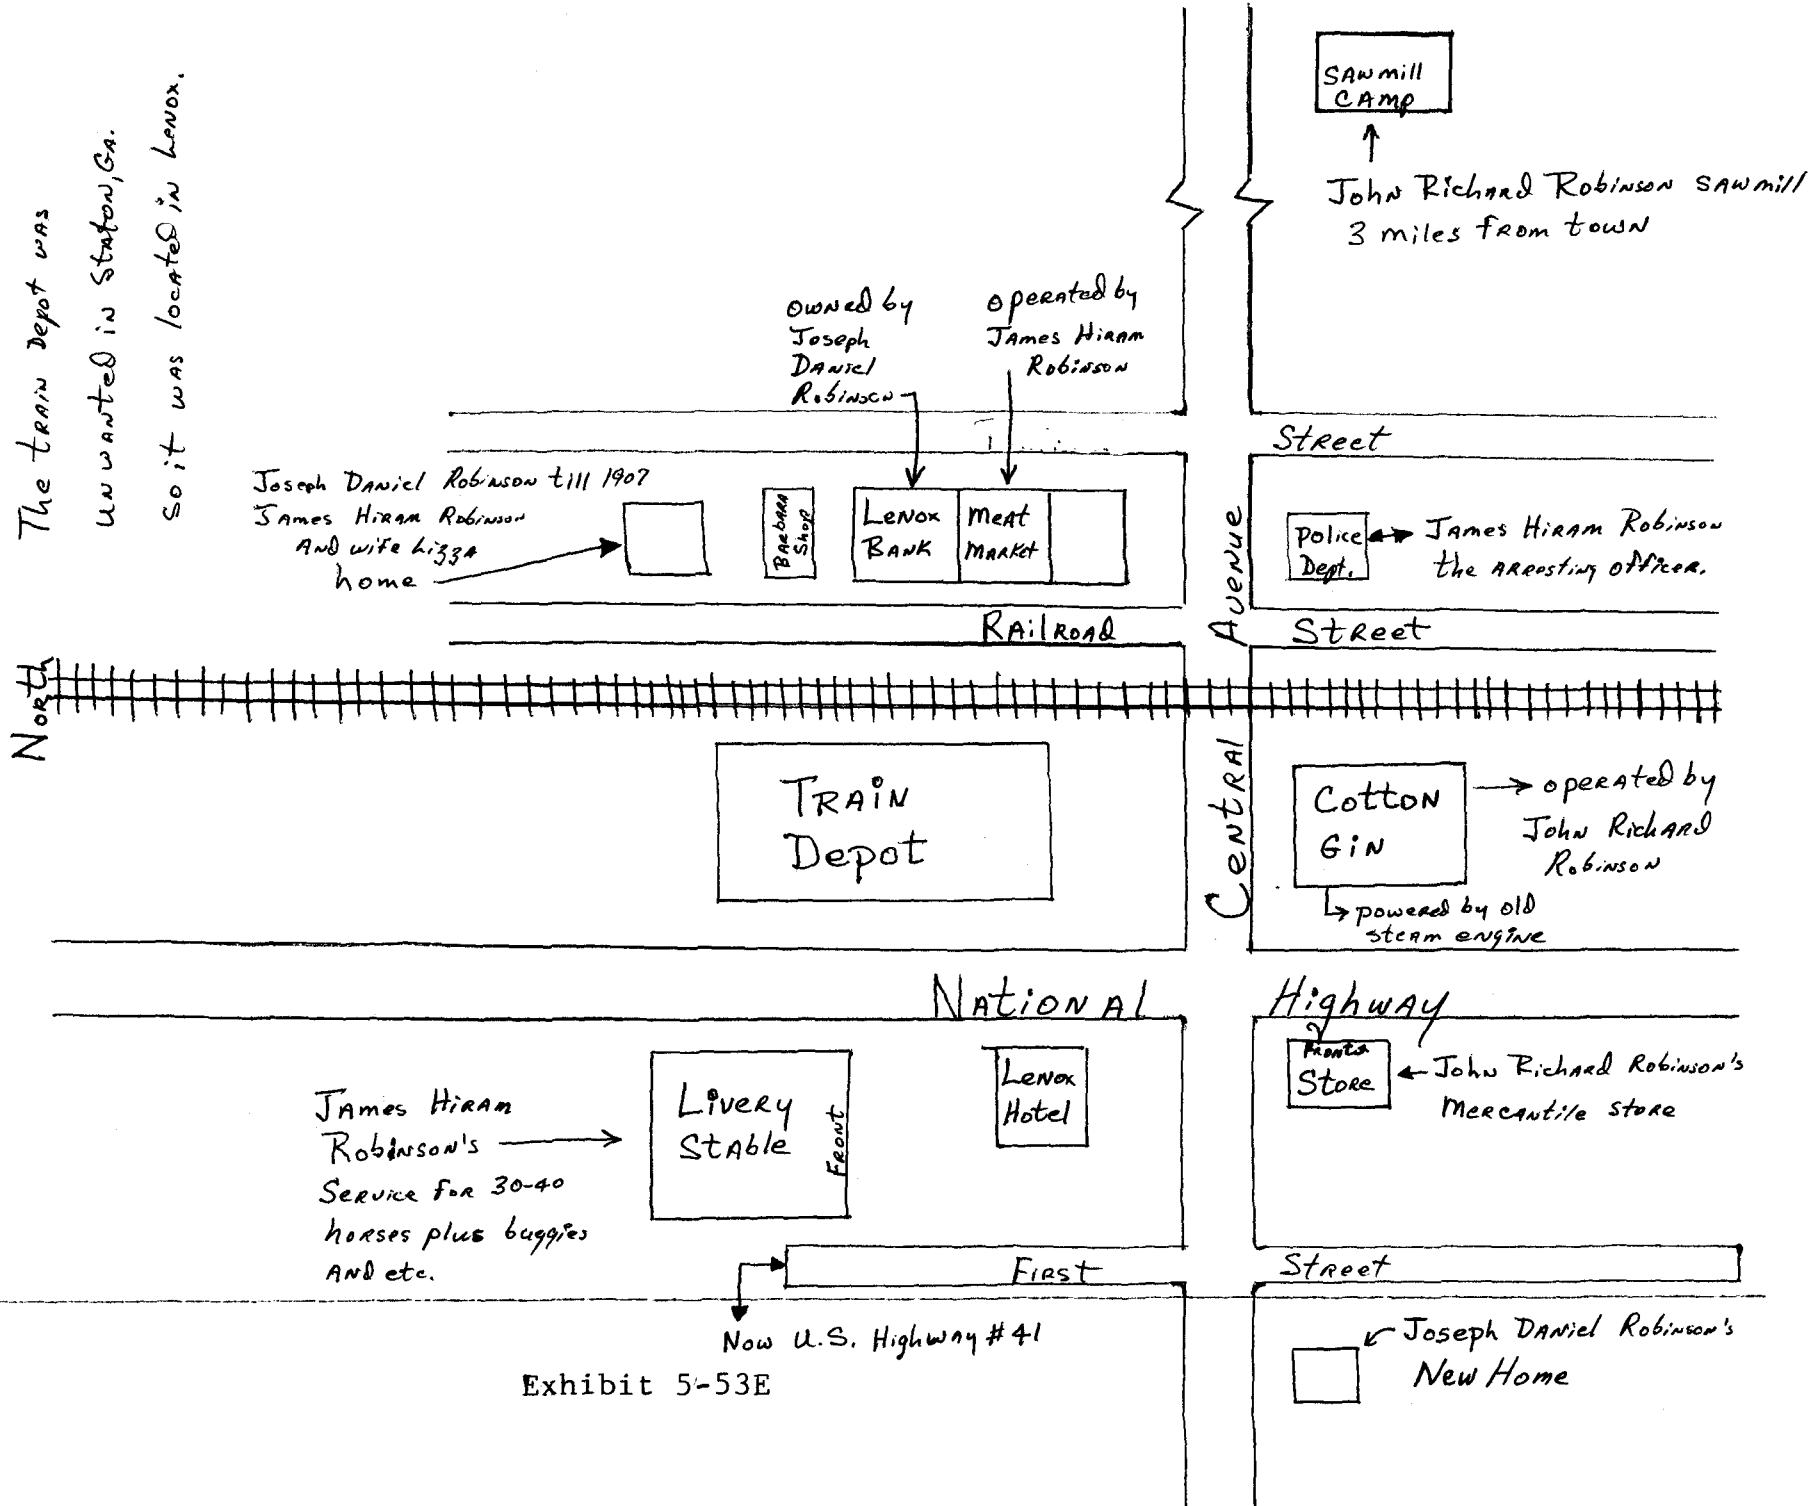 The train Depot was
unwanted in Staton, Ga.
So it was located in Lenox.
Sawmill
Camp
John Richard Robinson sawmill
3 miles from town
owned by
Joseph
Daniel
Robinson
operated by
James Hiram
Robinson
Street
Joseph Daniel Robinson till 1907
James Hiram Robinson
And wife Lizza
home
Barbara
Shop
Lenox
Bank
Meat
Market
Police
Dept.
James Hiram Robinson
the Arresting officer.
Railroad Street
North
Central Avenue
Train
Depot
Cotton
Gin
operated by
John Richard
Robinson
powered by old
steam engine
National Highway
James Hiram
Robinson's
Service for 30-40
horses plus buggies
And etc.
Livery
Stable
Front
Lenox
Hotel
Front
Store
John Richard Robinson's
Mercantile store
First Street
Now U.S. Highway #41
Joseph Daniel Robinson's
New Home
Exhibit 5-53E